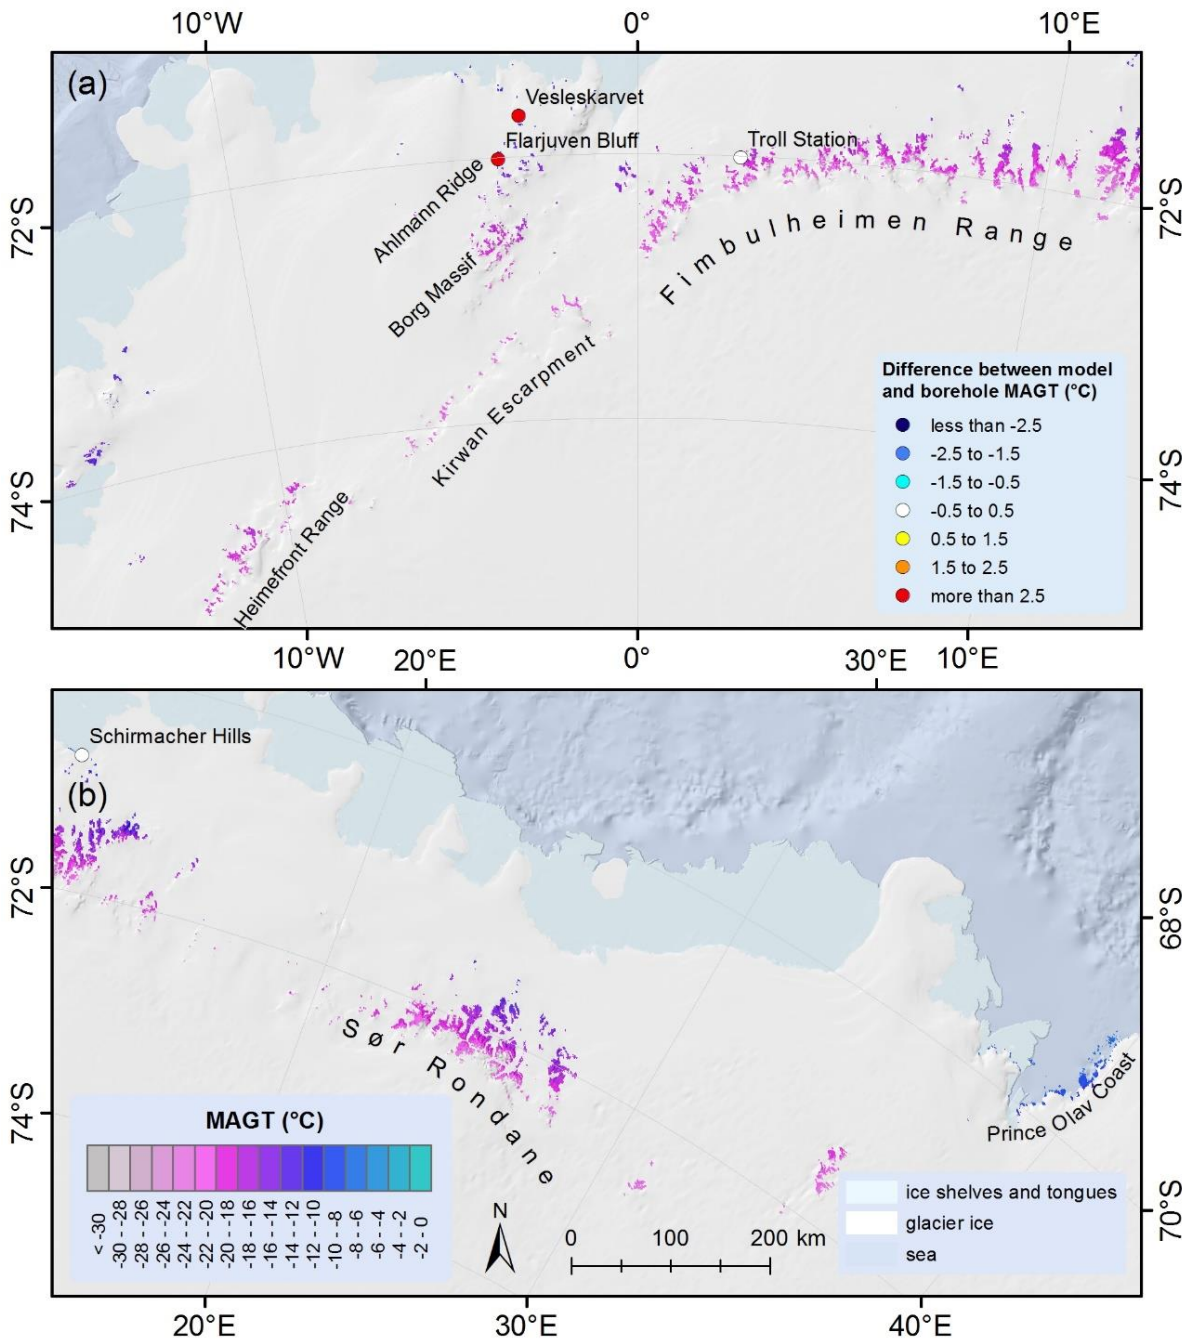 10°W 0° 10°E
(a)
Vesleskarvet
Flarjuven Bluff
Troll Station
Ahlmann Ridge
72°S
72°S
Fimbulheimen Range
Borg Massif
Kirwan Escarpment
Difference between model
and borehole MAGT (°C)
less than -2.5
-2.5 to -1.5
-1.5 to -0.5
-0.5 to 0.5
0.5 to 1.5
1.5 to 2.5
more than 2.5
74°S
74°S
Heimefront Range
10°W 20°E 0° 30°E 10°E
Schirmacher Hills
(b)
72°S
68°S
Sør Rondane
Prince Olav Coast
74°S
70°S
MAGT (°C)
< -30
-30 - -28
-28 - -26
-26 - -24
-24 - -22
-22 - -20
-20 - -18
-18 - -16
-16 - -14
-14 - -12
-12 - -10
-10 - -8
-8 - -6
-6 - -4
-4 - -2
-2 - 0
N
0 100 200 km
ice shelves and tongues
glacier ice
sea
20°E 30°E 40°E